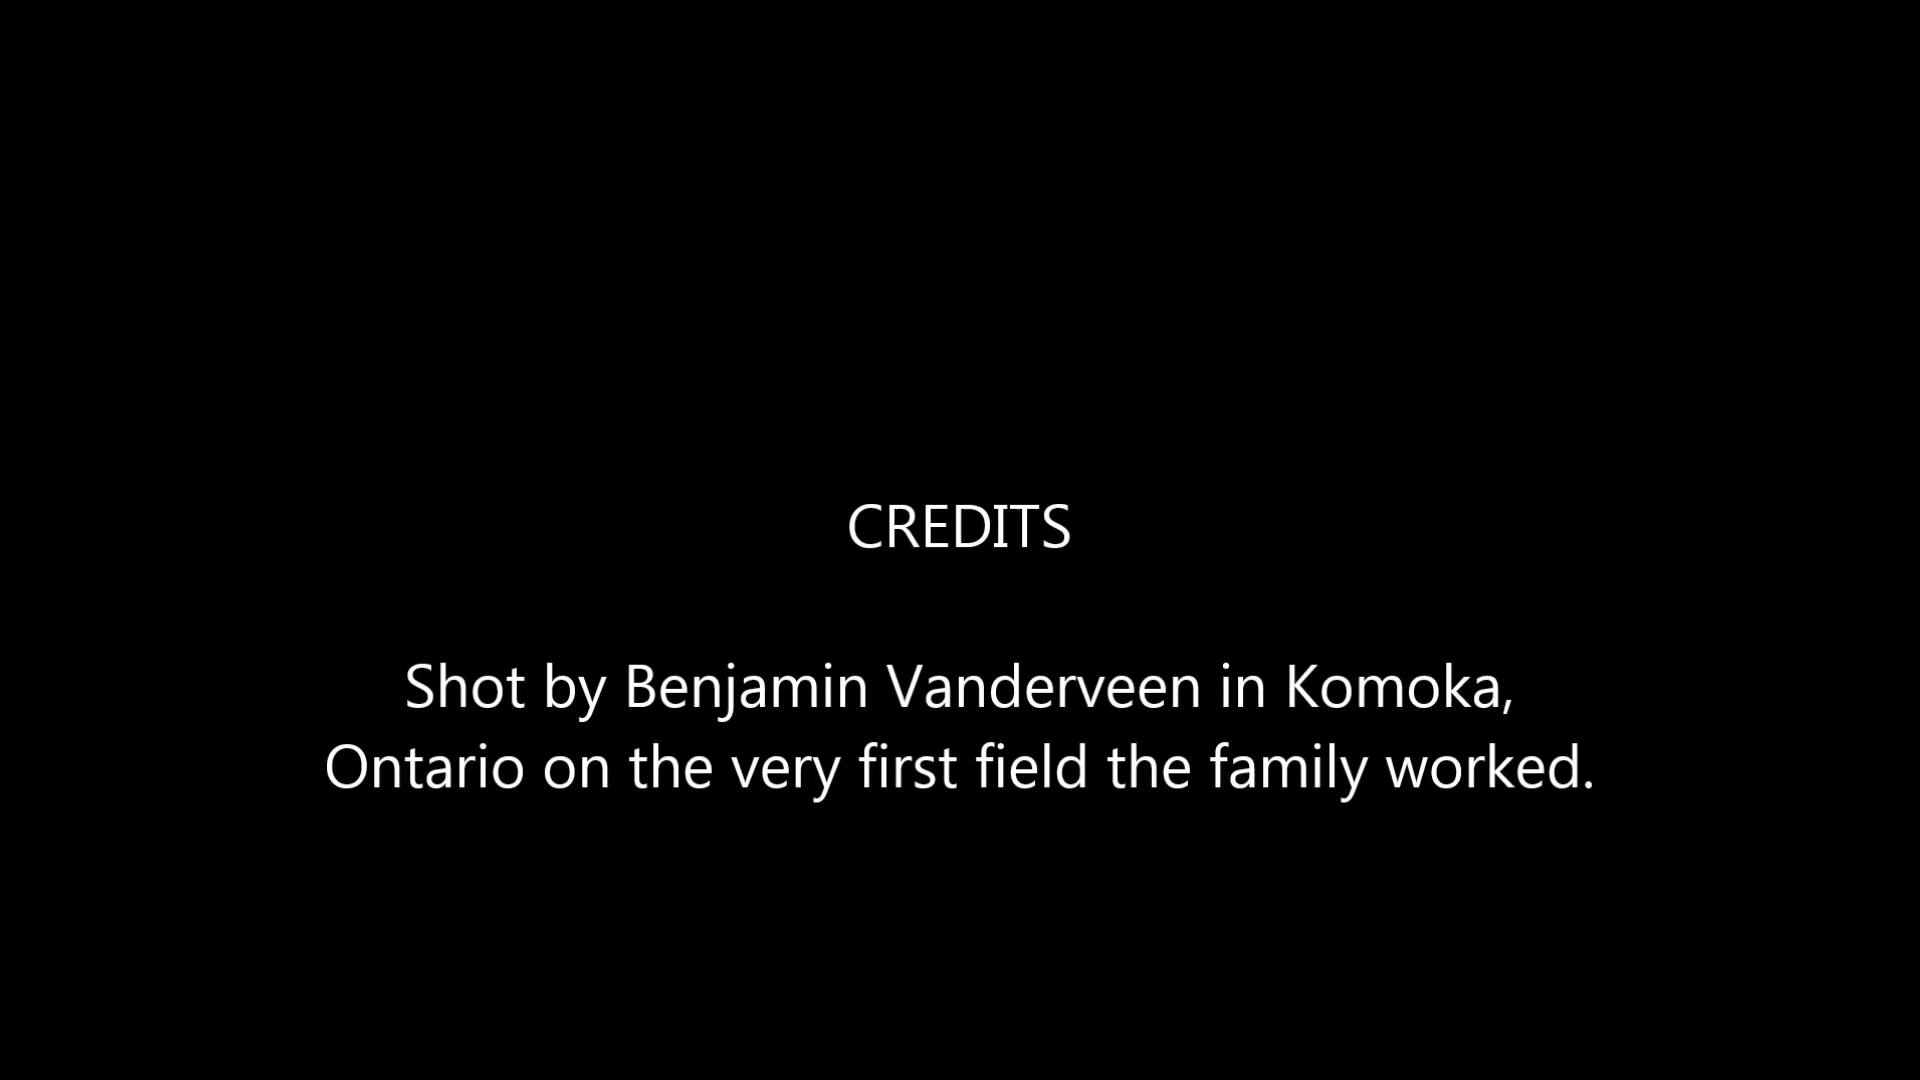 CREDITS
Shot by Benjamin Vanderveen in Komoka,
Ontario on the very first field the family worked.